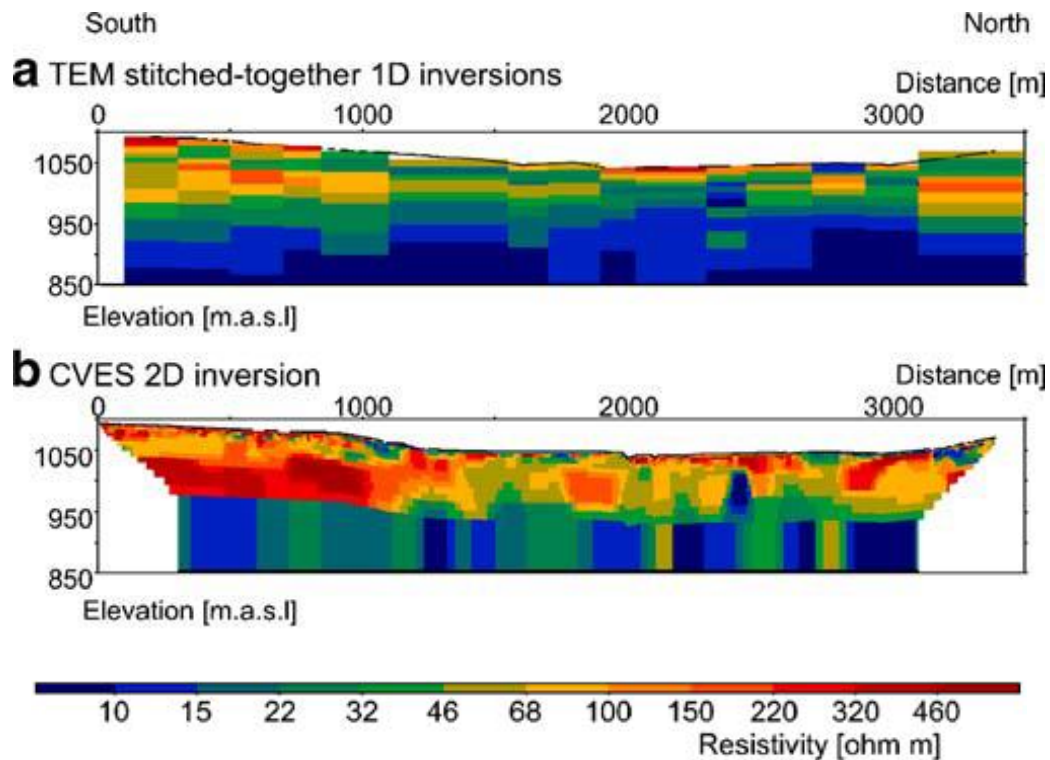 South North
a TEM stitched-together 1D inversions
Distance [m]
0 1000 2000 3000
1050
950
850
Elevation [m.a.s.l]
b CVES 2D inversion
Distance [m]
0 1000 2000 3000
1050
950
850
Elevation [m.a.s.l]
10 15 22 32 46 68 100 150 220 320 460
Resistivity [ohm m]